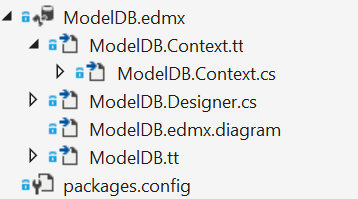 ModelDB.edmx
ModelDB.Context.tt
ModelDB.Context.cs
ModelDB.Designer.cs
ModelDB.edmx.diagram
ModelDB.tt
packages.config